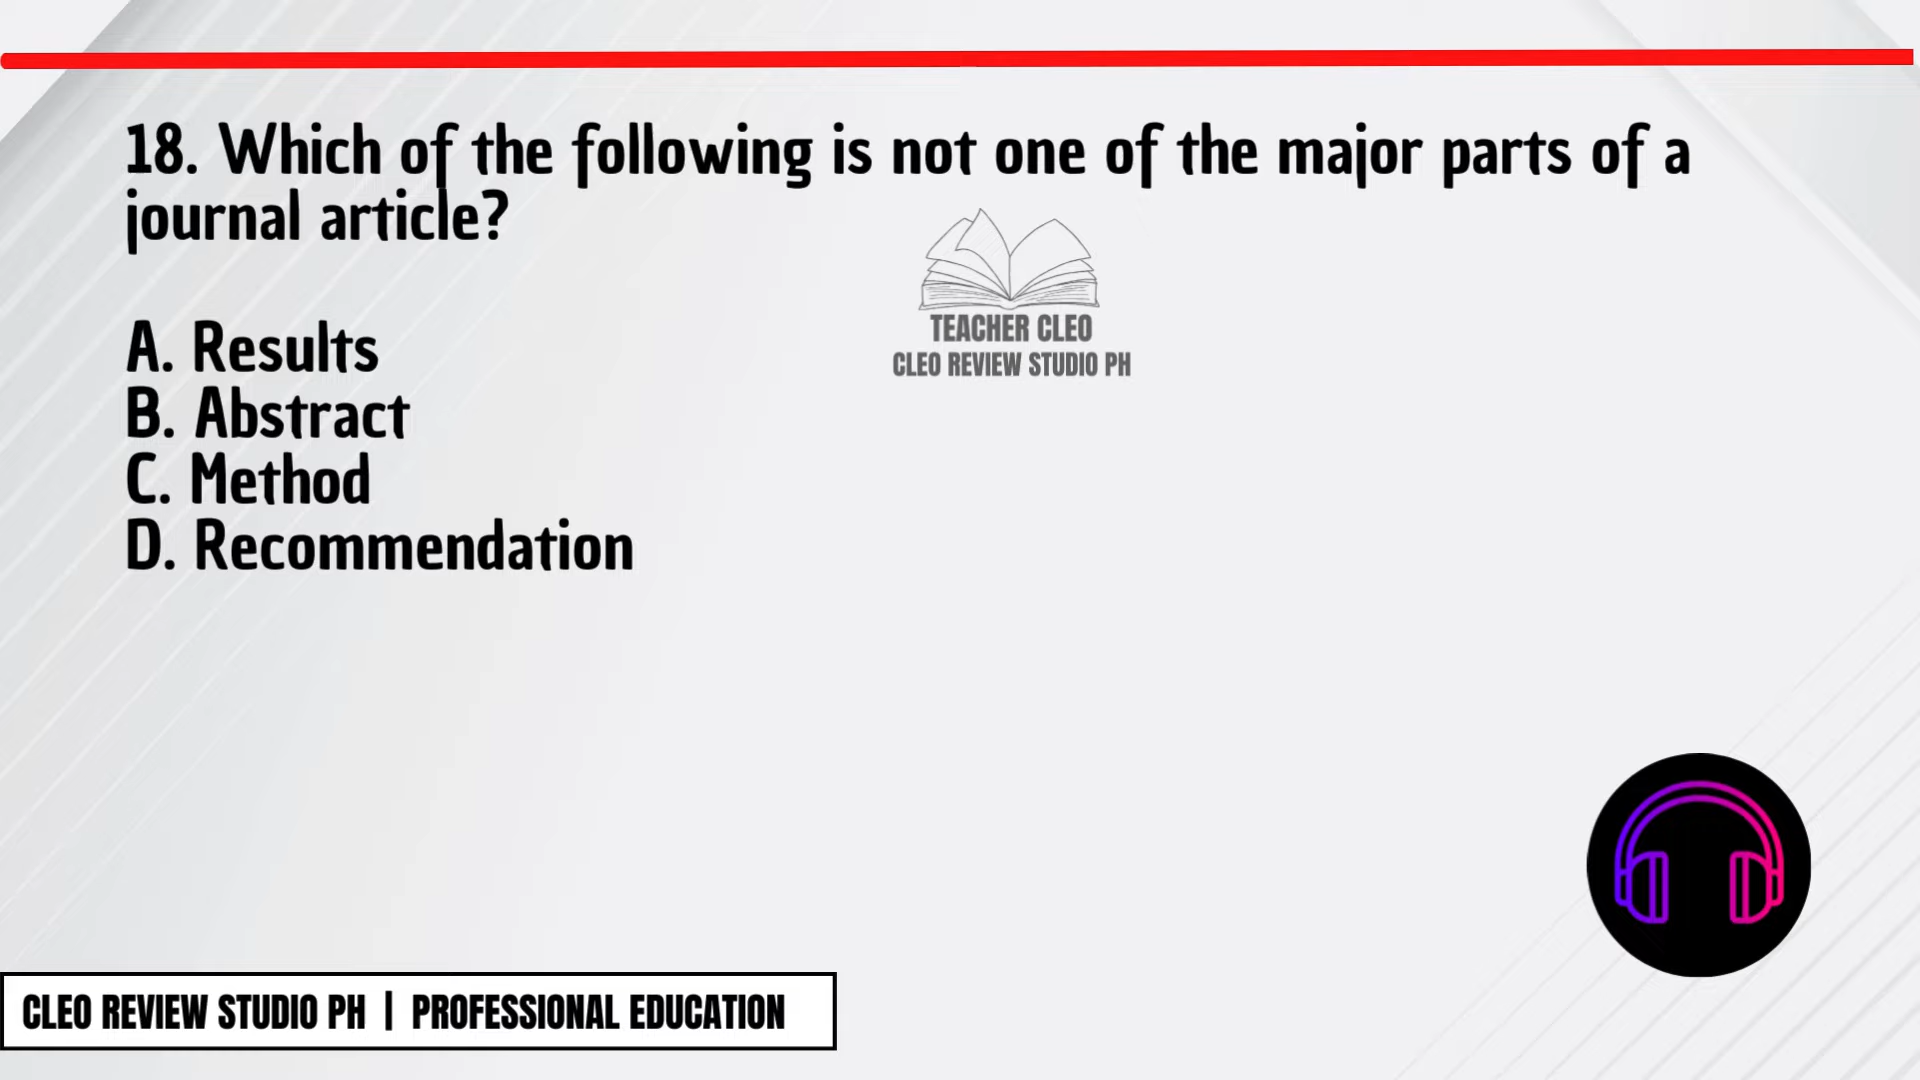 18. Which of the following is not one of the major parts of a
journal article?
TEACHER CLEO
CLEO REVIEW STUDIO PH
A. Results
B. Abstract
C. Method
D. Recommendation
CLEO REVIEW STUDIO PH | PROFESSIONAL EDUCATION